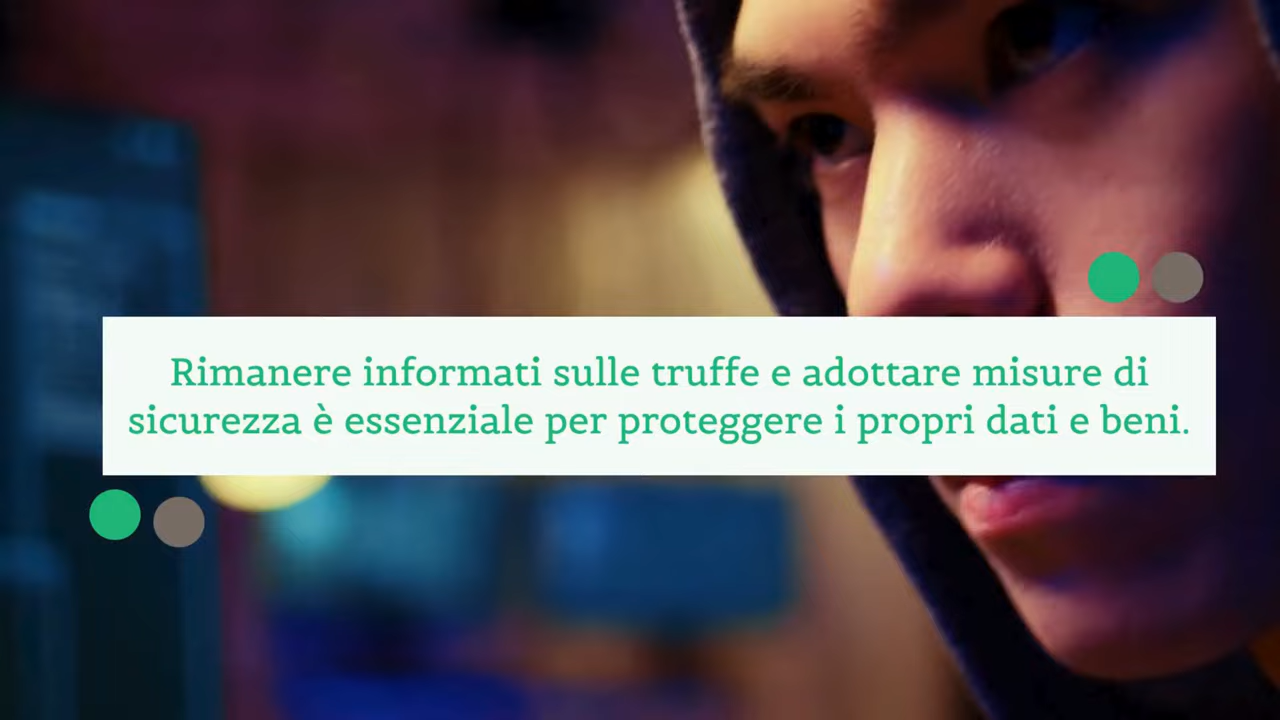 Rimanere informati sulle truffe e adottare misure di
sicurezza è essenziale per proteggere i propri dati e beni.